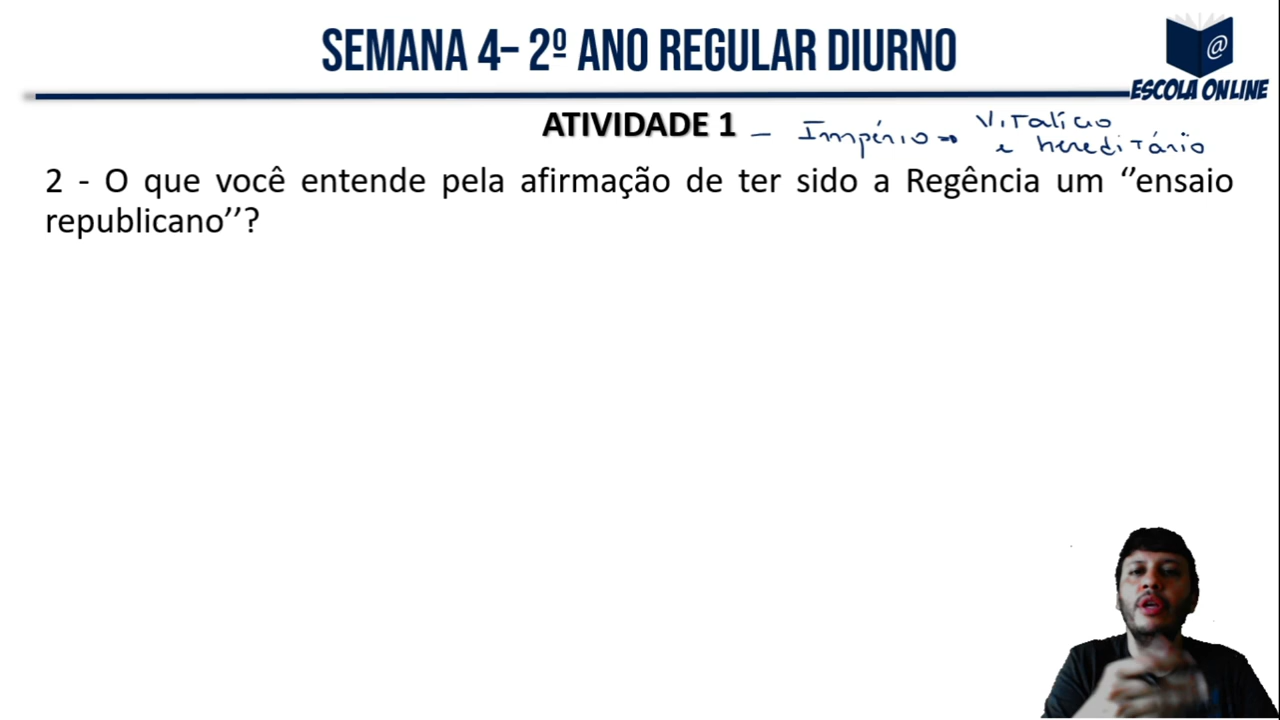 SEMANA 4– 2º ANO REGULAR DIURNO
@
ESCOLA ONLINE
ATIVIDADE 1 – Império → Vitalício
e hereditário
2 - O que você entende pela afirmação de ter sido a Regência um ‘’ensaio
republicano’’?